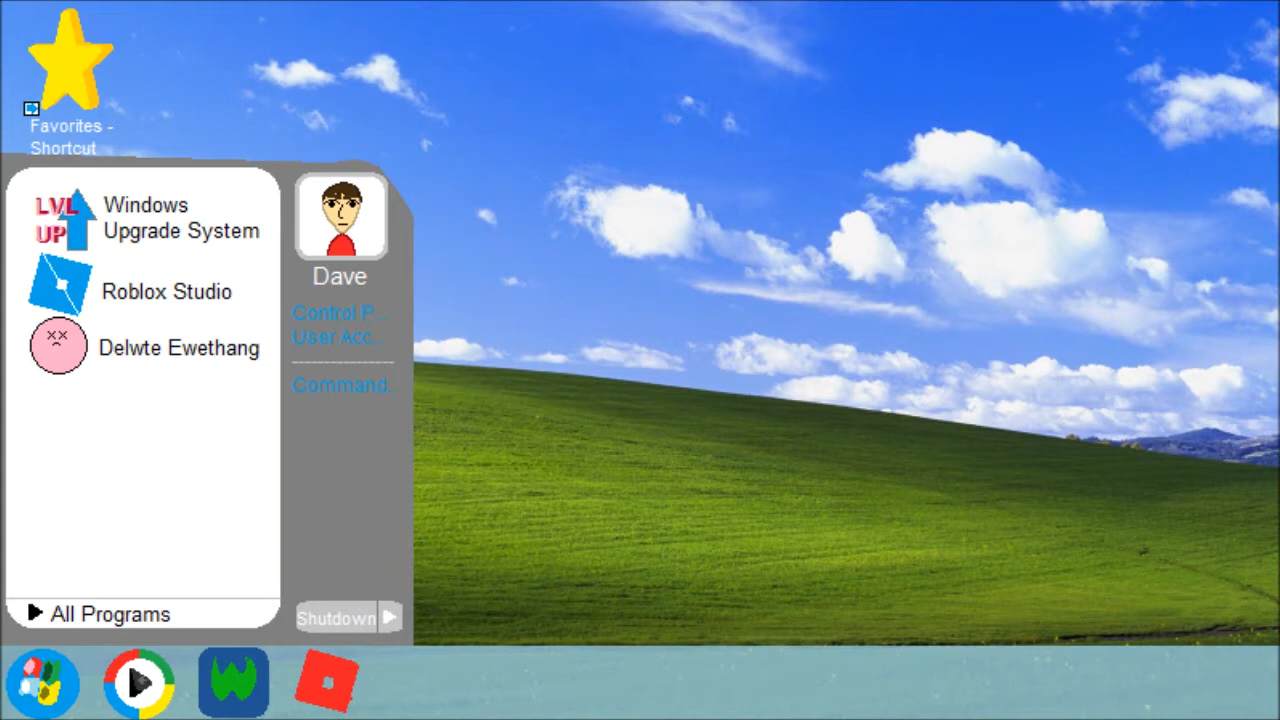 Favorites -
Shortcut
LVL
UP
Windows
Upgrade System
Roblox Studio
Delwte Ewethang
All Programs
Dave
Control P...
User Acc...
Command.
Shutdown